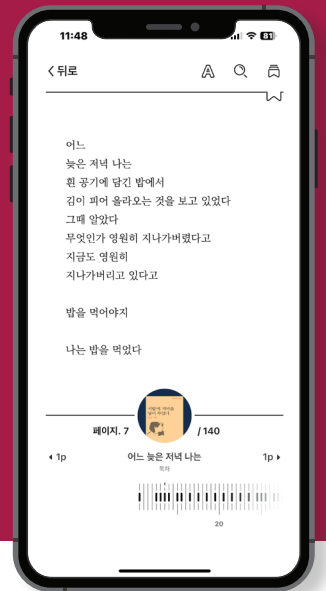 11:48
81
뒤로
A
어느
늦은 저녁 나는
흰 공기에 담긴 밥에서
김이 피어 올라오는 것을 보고 있었다
그때 알았다
무엇인가 영원히 지나가버렸다고
지금도 영원히
지나가버리고 있다고
밥을 먹어야지
나는 밥을 먹었다
페이지. 7 / 140
1p 어느 늦은 저녁 나는 1p
목차
20